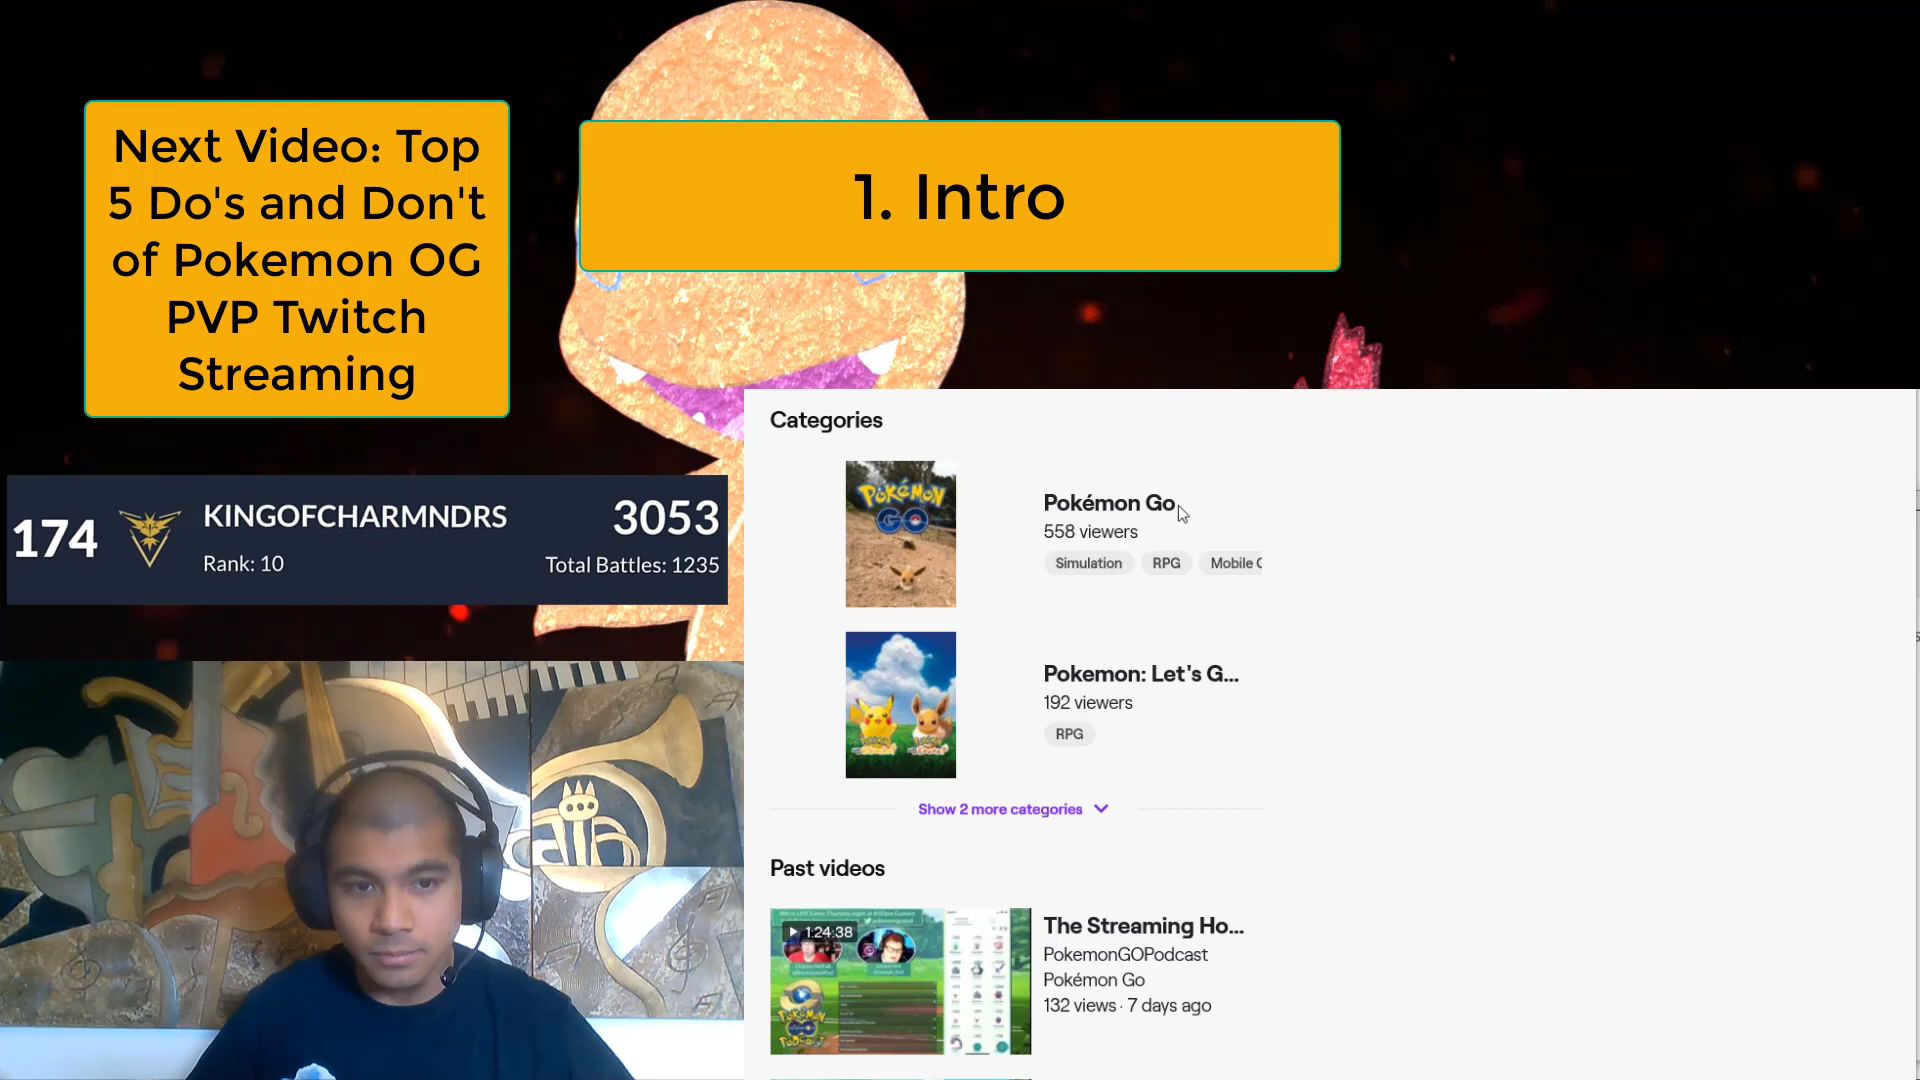 Next Video: Top
5 Do's and Don't
of Pokemon OG
PVP Twitch
Streaming
1. Intro
174
KINGOFCHARMNDRS
3053
Rank: 10
Total Battles: 1235
Categories
POKÉMON
GO
Pokémon Go
558 viewers
Simulation
RPG
Mobile G
Pokemon: Let's G...
192 viewers
RPG
Show 2 more categories
Past videos
1:24:38
The Streaming Ho...
PokemonGOPodcast
Pokémon Go
132 views · 7 days ago